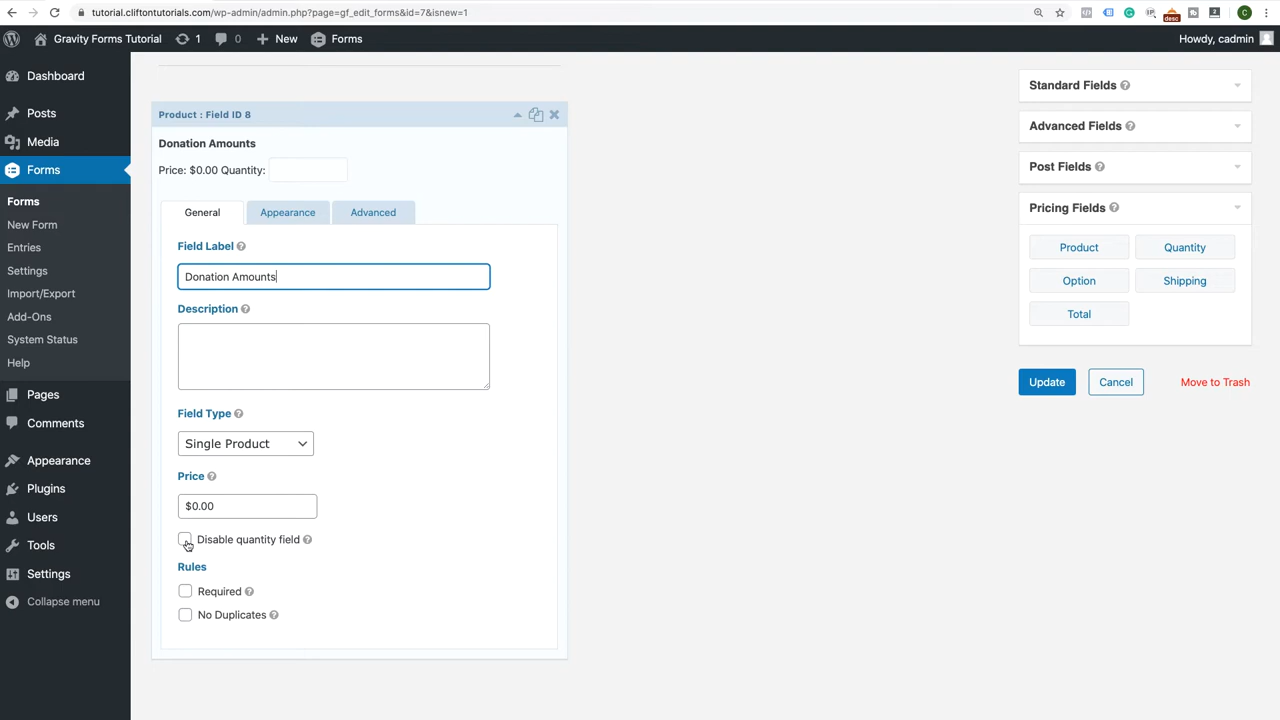 tutorial.cliftontutorials.com/wp-admin/admin.php?page=gf_edit_forms&id=7&isnew=1
desc
2
C
Gravity Forms Tutorial
1
0
New
Forms
Howdy, cadmin
Dashboard
Posts
Media
Forms
Forms
New Form
Entries
Settings
Import/Export
Add-Ons
System Status
Help
Pages
Comments
Appearance
Plugins
Users
Tools
Settings
Collapse menu
Product : Field ID 8
Donation Amounts
Price: $0.00 Quantity:
General
Appearance
Advanced
Field Label
Donation Amounts
Description
Field Type
Single Product
Price
$0.00
Disable quantity field
Rules
Required
No Duplicates
Standard Fields
Advanced Fields
Post Fields
Pricing Fields
Product
Quantity
Option
Shipping
Total
Update
Cancel
Move to Trash